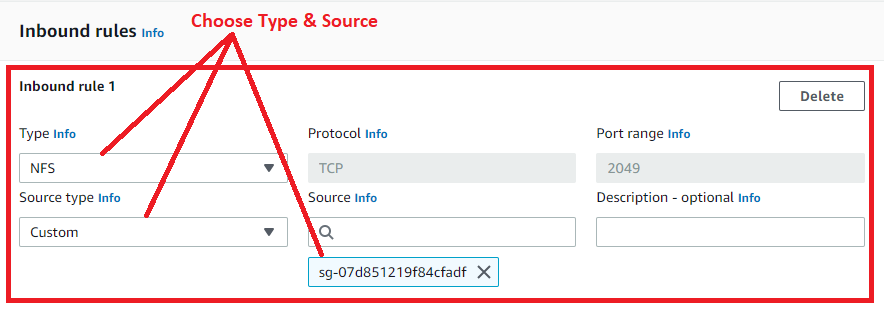 Choose Type & Source
Inbound rules Info
Inbound rule 1
Delete
Type Info
Protocol Info
Port range Info
NFS
TCP
2049
Source type Info
Source Info
Description - optional Info
Custom
sg-07d851219f84cfadf